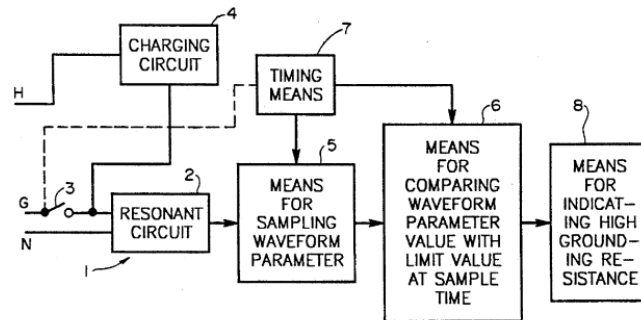 4
CHARGING
CIRCUIT
7
TIMING
MEANS
H
6
MEANS
FOR
COMPARING
WAVEFORM
PARAMETER
VALUE WITH
LIMIT VALUE
AT SAMPLE
TIME
8
MEANS
FOR
INDICAT-
ING HIGH
GROUND-
ING RE-
SISTANCE
5
MEANS
FOR
SAMPLING
WAVEFORM
PARAMETER
G
3
2
RESONANT
CIRCUIT
N
1